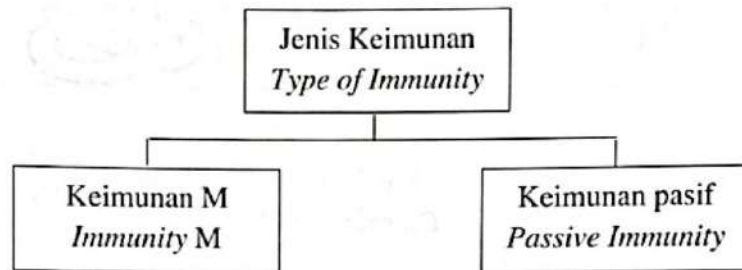 Jenis Keimunan
Type of Immunity
Keimunan M
Immunity M
Keimunan pasif
Passive Immunity